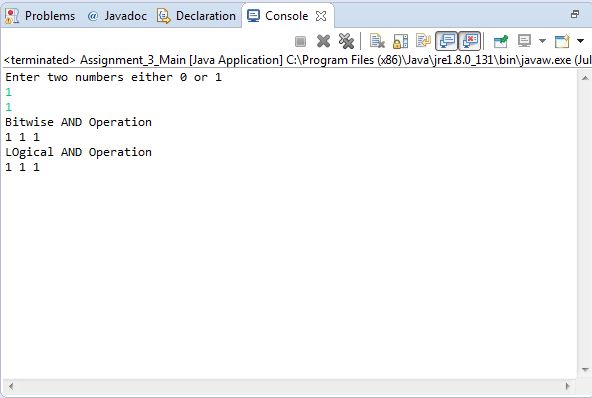 Problems @ Javadoc Declaration Console
<terminated> Assignment_3_Main [Java Application] C:\Program Files (x86)\Java\jre1.8.0_131\bin\javaw.exe (Jul
Enter two numbers either 0 or 1
1
1
Bitwise AND Operation
1 1 1
LOgical AND Operation
1 1 1